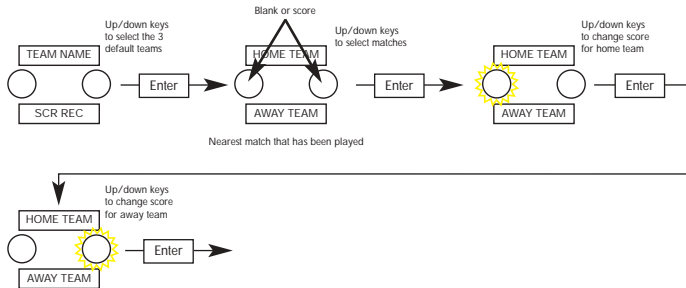 Up/down keys
to select the 3
default teams
TEAM NAME
SCR REC
Enter
Blank or score
HOME TEAM
AWAY TEAM
Nearest match that has been played
Up/down keys
to select matches
Enter
Up/down keys
to change score
for home team
HOME TEAM
AWAY TEAM
Enter
Up/down keys
to change score
for away team
HOME TEAM
AWAY TEAM
Enter